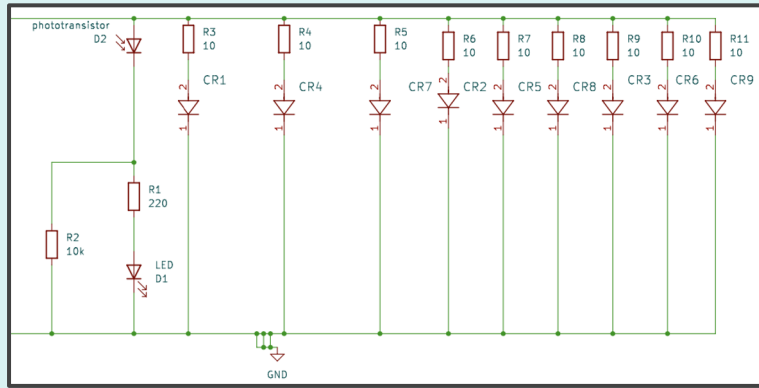 phototransistor
D2
R3
10
R4
10
R5
10
R6
10
R7
10
R8
10
R9
10
R10
10
R11
10
2
CR1
1
2
CR4
1
2
CR7
1
2
CR2
1
2
CR5
1
2
CR8
1
2
CR3
1
2
CR6
1
2
CR9
1
R1
220
R2
10k
LED
D1
GND